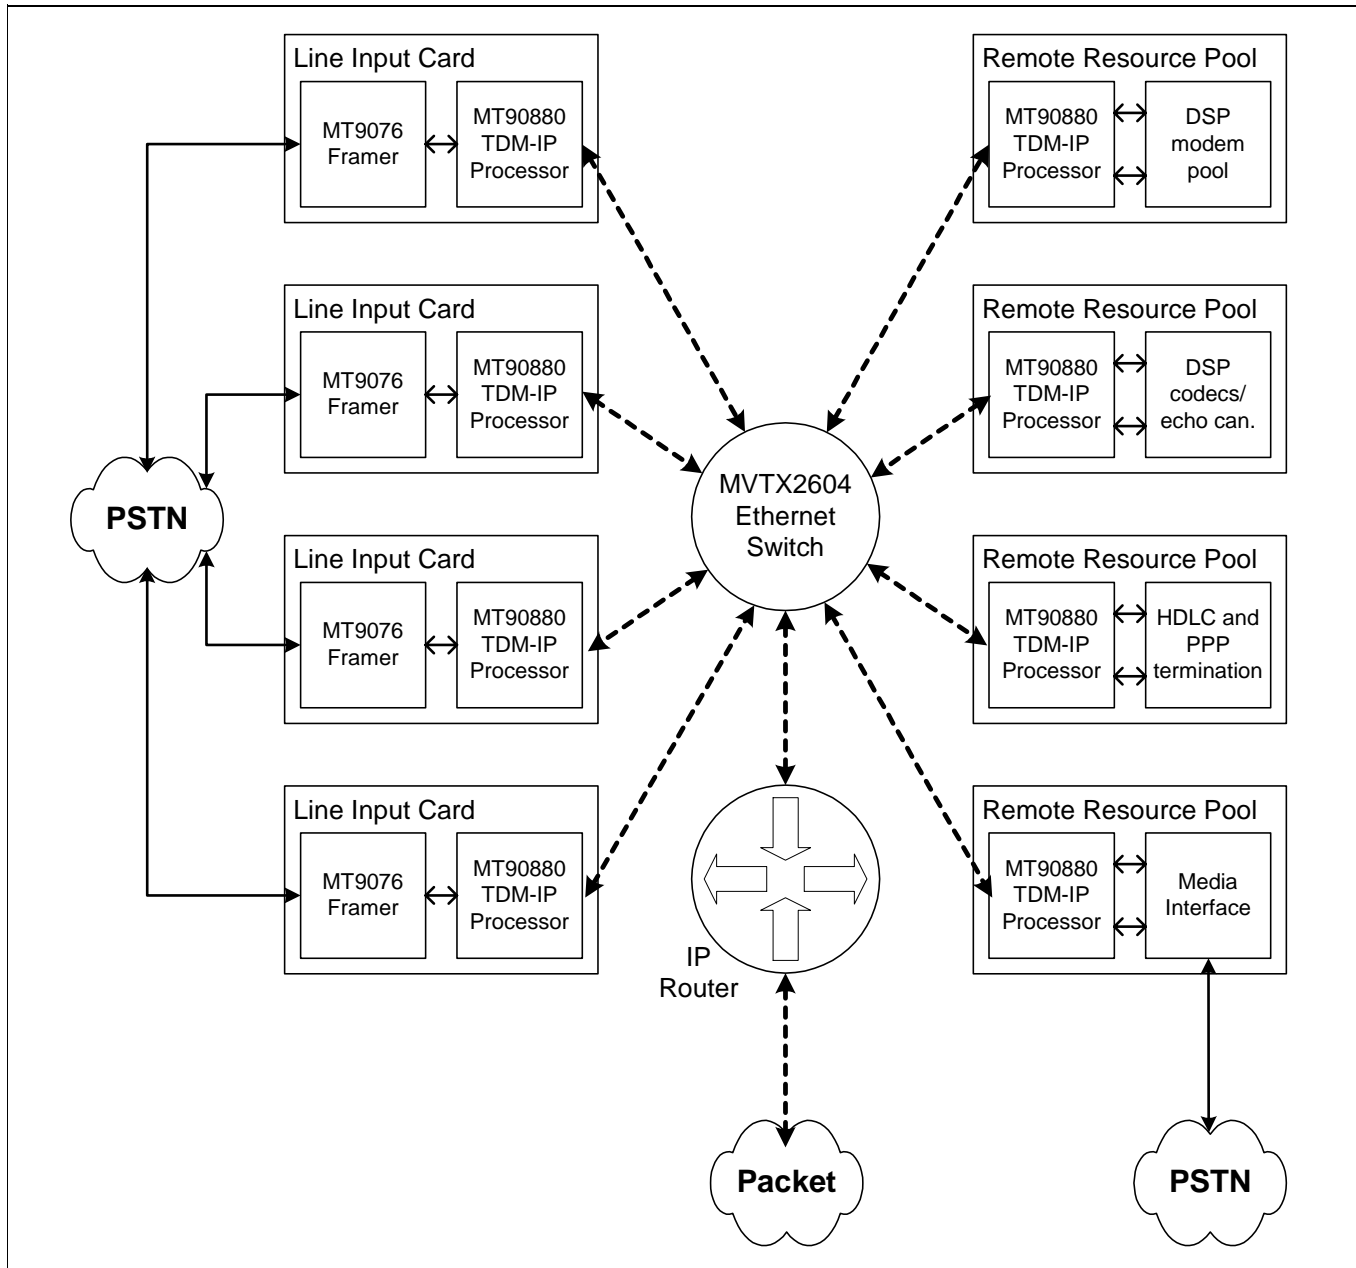 Line Input Card
MT9076
Framer
MT90880
TDM-IP
Processor
Remote Resource Pool
MT90880
TDM-IP
Processor
DSP
modem
pool
Line Input Card
MT9076
Framer
MT90880
TDM-IP
Processor
Remote Resource Pool
MT90880
TDM-IP
Processor
DSP
codecs/
echo can.
PSTN
MVTX2604
Ethernet
Switch
Line Input Card
MT9076
Framer
MT90880
TDM-IP
Processor
Remote Resource Pool
MT90880
TDM-IP
Processor
HDLC and
PPP
termination
Line Input Card
MT9076
Framer
MT90880
TDM-IP
Processor
Remote Resource Pool
MT90880
TDM-IP
Processor
Media
Interface
IP
Router
Packet
PSTN